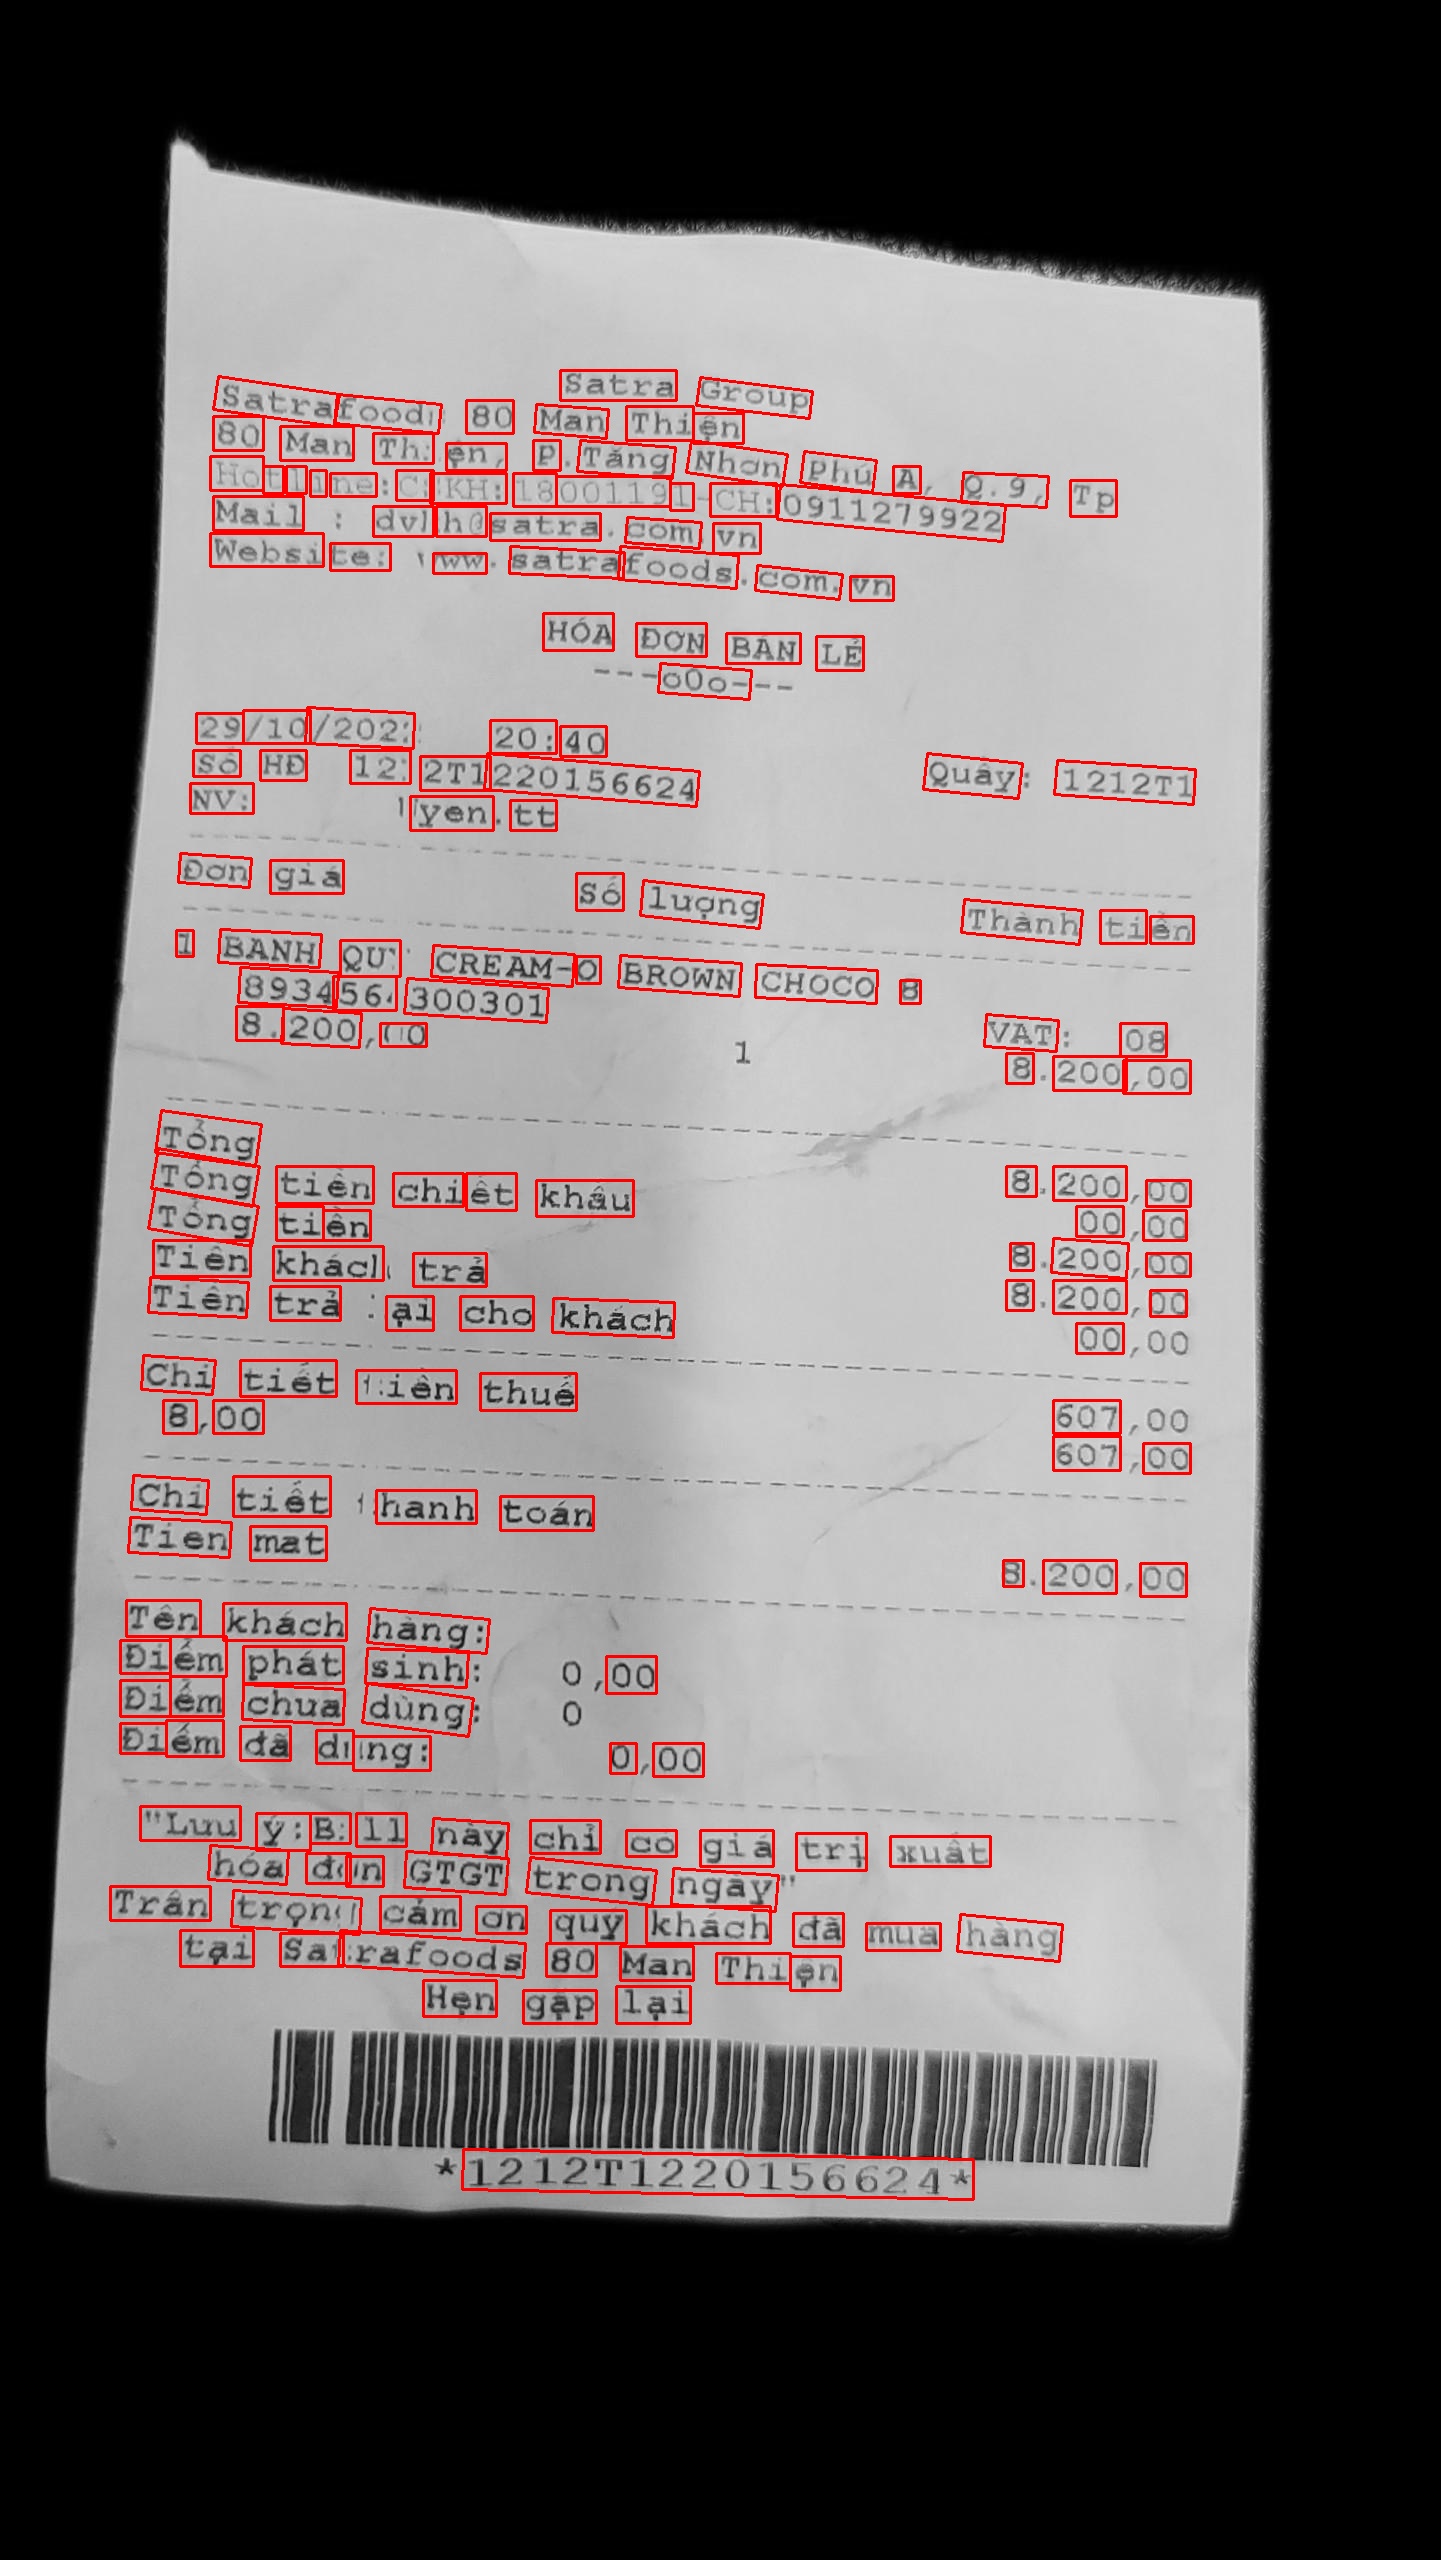 Satra Group
Satrafoods 80 Man Thiện
80 Man Thiện, P.Tăng Nhơn Phú A, Q.9, Tp
Hotline:CSKH:18001191-CH:0911279922
Mail : dvkh@satra.com.vn
Website: www.satrafoods.com.vn
HÓA ĐƠN BÁN LẺ
---oOo---
29/10/2022 20:40
Số HĐ 1212T1220156624 Quầy: 1212T1
NV: uyen.tt
Đơn giá Số lượng Thành tiền
1 BANH QUY CREAM-O BROWN CHOCO 8
8934564300301 VAT: 08
8.200,00 1 8.200,00
Tổng 8.200,00
Tổng tiền chiết khấu 00,00
Tổng tiền 8.200,00
Tiền khách trả 8.200,00
Tiền trả lại cho khách 00,00
Chi tiết tiền thuế 607,00
8,00 607,00
Chi tiết thanh toán
Tien mat 8.200,00
Tên khách hàng:
Điểm phát sinh: 0,00
Điểm chưa dùng: 0
Điểm đã dùng: 0,00
"Lưu ý:Bill này chỉ có giá trị xuất
hóa đơn GTGT trong ngày"
Trân trọng cảm ơn quý khách đã mua hàng
tại Satrafoods 80 Man Thiện
Hẹn gặp lại
*1212T1220156624*